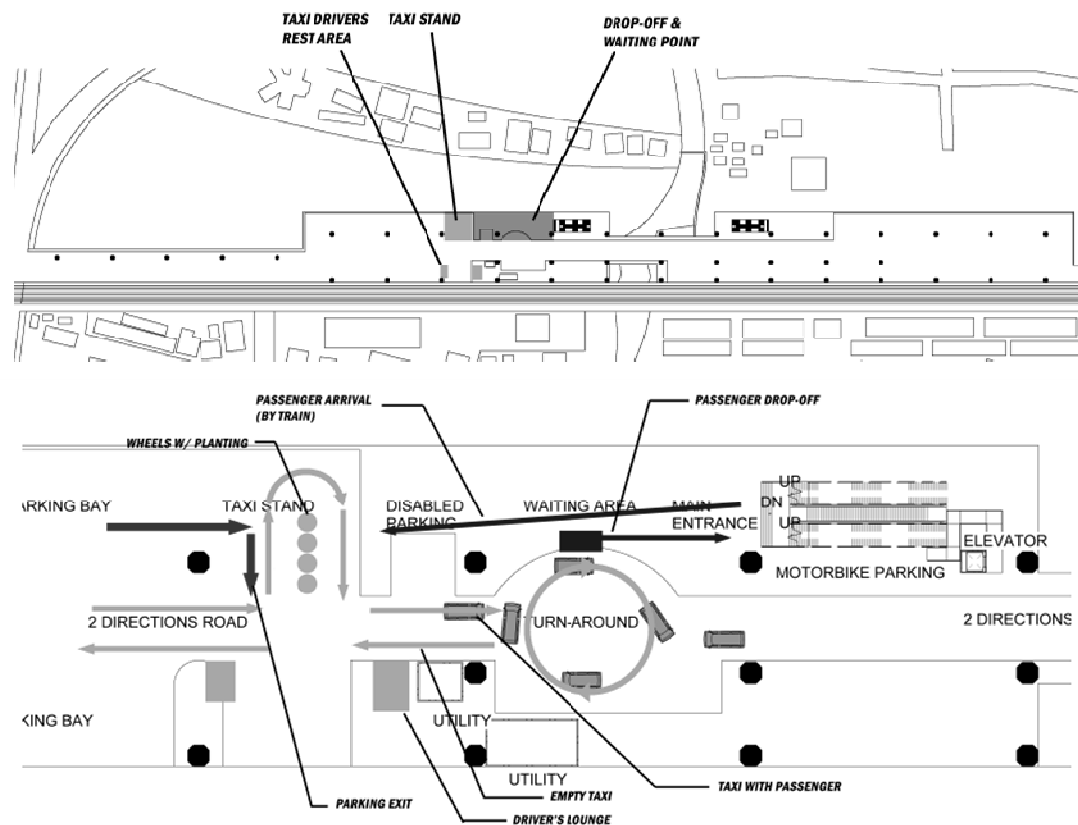 TAXI DRIVERS
REST AREA
TAXI STAND
DROP-OFF &
WAITING POINT
PASSENGER ARRIVAL
(BY TRAIN)
PASSENGER DROP-OFF
WHEELS W/ PLANTING
ARKING BAY
TAXI STAND
DISABLED
PARKING
WAITING AREA
MAIN
ENTRANCE
UP
DN
UP
ELEVATOR
MOTORBIKE PARKING
2 DIRECTIONS ROAD
TURN-AROUND
2 DIRECTIONS
KING BAY
UTILITY
UTILITY
TAXI WITH PASSENGER
EMPTY TAXI
PARKING EXIT
DRIVER'S LOUNGE